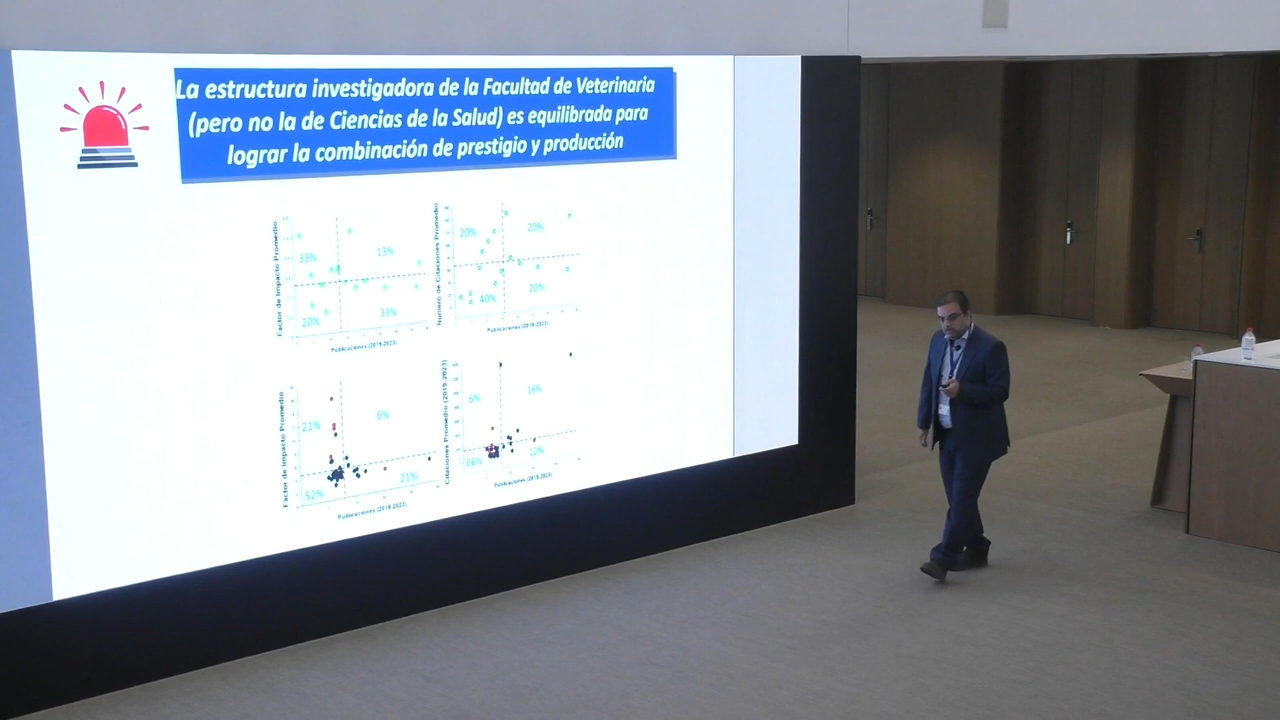 La estructura investigadora de la Facultad de Veterinaria
(pero no la de Ciencias de la Salud) es equilibrada para
lograr la combinación de prestigio y producción
Factor de Impacto Promedio
33%
13%
20%
33%
Publicaciones (2019-2023)
Número de Citaciones Promedio
20%
20%
40%
20%
Publicaciones (2019-2023)
Factor de Impacto Promedio
21%
6%
52%
21%
Publicaciones (2019-2023)
Citaciones Promedio (2019-2023)
6%
16%
66%
12%
Publicaciones (2019-2023)